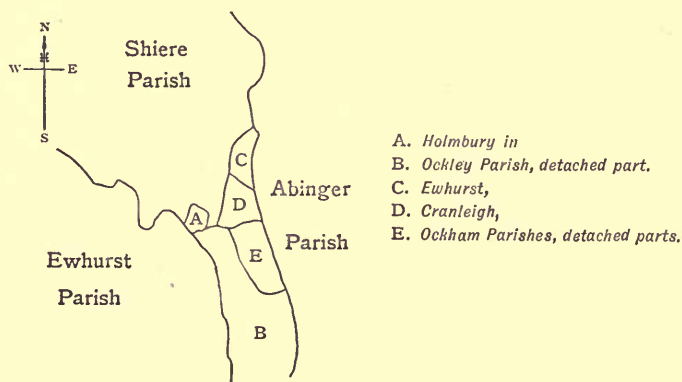 N
W E
S
Shiere
Parish
C
Abinger
D
A
Parish
E
Ewhurst
Parish
B
A. Holmbury in
B. Ockley Parish, detached part.
C. Ewhurst,
D. Cranleigh,
E. Ockham Parishes, detached parts.